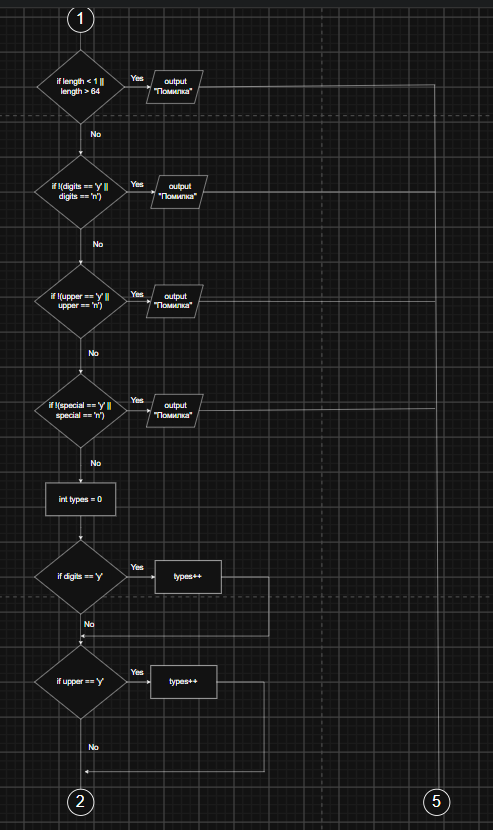 1
if length < 1 ||
length > 64
Yes
output
"Помилка"
No
if !(digits == 'y' ||
digits == 'n')
Yes
output
"Помилка"
No
if !(upper == 'y' ||
upper == 'n')
Yes
output
"Помилка"
No
if !(special == 'y' ||
special == 'n')
Yes
output
"Помилка"
No
int types = 0
if digits == 'y'
Yes
types++
No
if upper == 'y'
Yes
types++
No
2
5